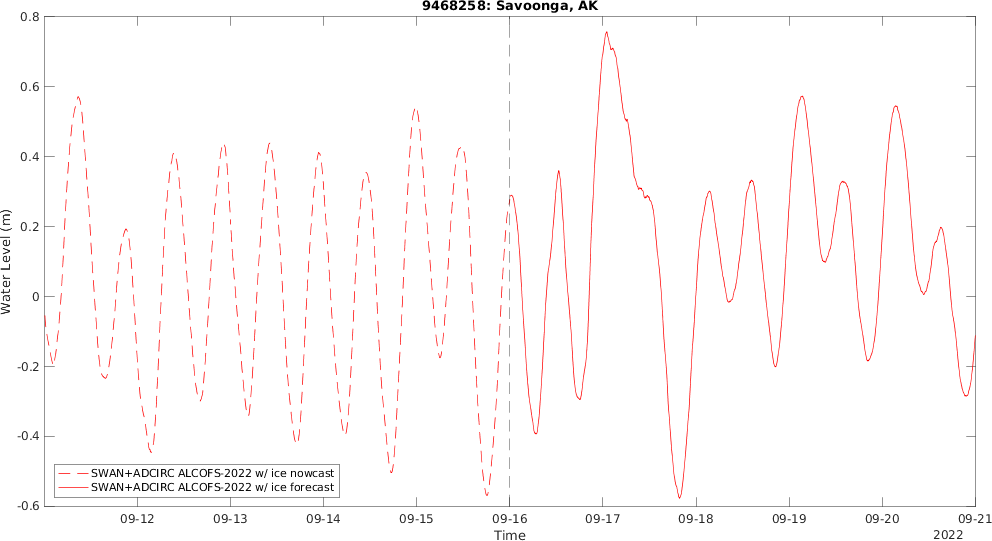 9468258: Savoonga, AK
0.8
0.6
0.4
0.2
0
-0.2
-0.4
-0.6
Water Level (m)
SWAN+ADCIRC ALCOFS-2022 w/ ice nowcast
SWAN+ADCIRC ALCOFS-2022 w/ ice forecast
09-12 09-13 09-14 09-15 09-16 09-17 09-18 09-19 09-20 09-21
Time
2022